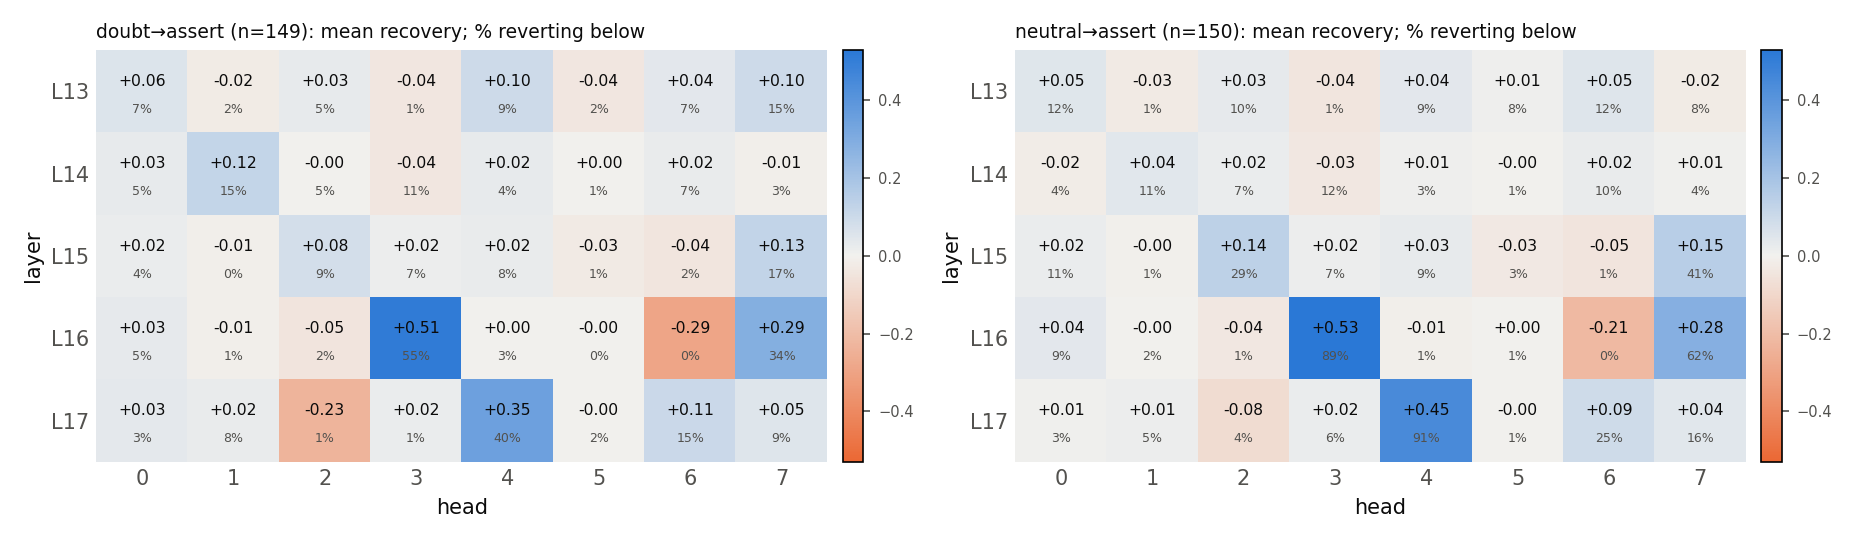 doubt→assert (n=149): mean recovery; % reverting below
layer
L13 +0.06 -0.02 +0.03 -0.04 +0.10 -0.04 +0.04 +0.10
7% 2% 5% 1% 9% 2% 7% 15%
L14 +0.03 +0.12 -0.00 -0.04 +0.02 +0.00 +0.02 -0.01
5% 15% 5% 11% 4% 1% 7% 3%
L15 +0.02 -0.01 +0.08 +0.02 +0.02 -0.03 -0.04 +0.13
4% 0% 9% 7% 8% 1% 2% 17%
L16 +0.03 -0.01 -0.05 +0.51 +0.00 -0.00 -0.29 +0.29
5% 1% 2% 55% 3% 0% 0% 34%
L17 +0.03 +0.02 -0.23 +0.02 +0.35 -0.00 +0.11 +0.05
3% 8% 1% 1% 40% 2% 15% 9%
0 1 2 3 4 5 6 7
head
0.4
0.2
0.0
−0.2
−0.4
neutral→assert (n=150): mean recovery; % reverting below
layer
L13 +0.05 -0.03 +0.03 -0.04 +0.04 +0.01 +0.05 -0.02
12% 1% 10% 1% 9% 8% 12% 8%
L14 -0.02 +0.04 +0.02 -0.03 +0.01 -0.00 +0.02 +0.01
4% 11% 7% 12% 3% 1% 10% 4%
L15 +0.02 -0.00 +0.14 +0.02 +0.03 -0.03 -0.05 +0.15
11% 1% 29% 7% 9% 3% 1% 41%
L16 +0.04 -0.00 -0.04 +0.53 -0.01 +0.00 -0.21 +0.28
9% 2% 1% 89% 1% 1% 0% 62%
L17 +0.01 +0.01 -0.08 +0.02 +0.45 -0.00 +0.09 +0.04
3% 5% 4% 6% 91% 1% 25% 16%
0 1 2 3 4 5 6 7
head
0.4
0.2
0.0
−0.2
−0.4